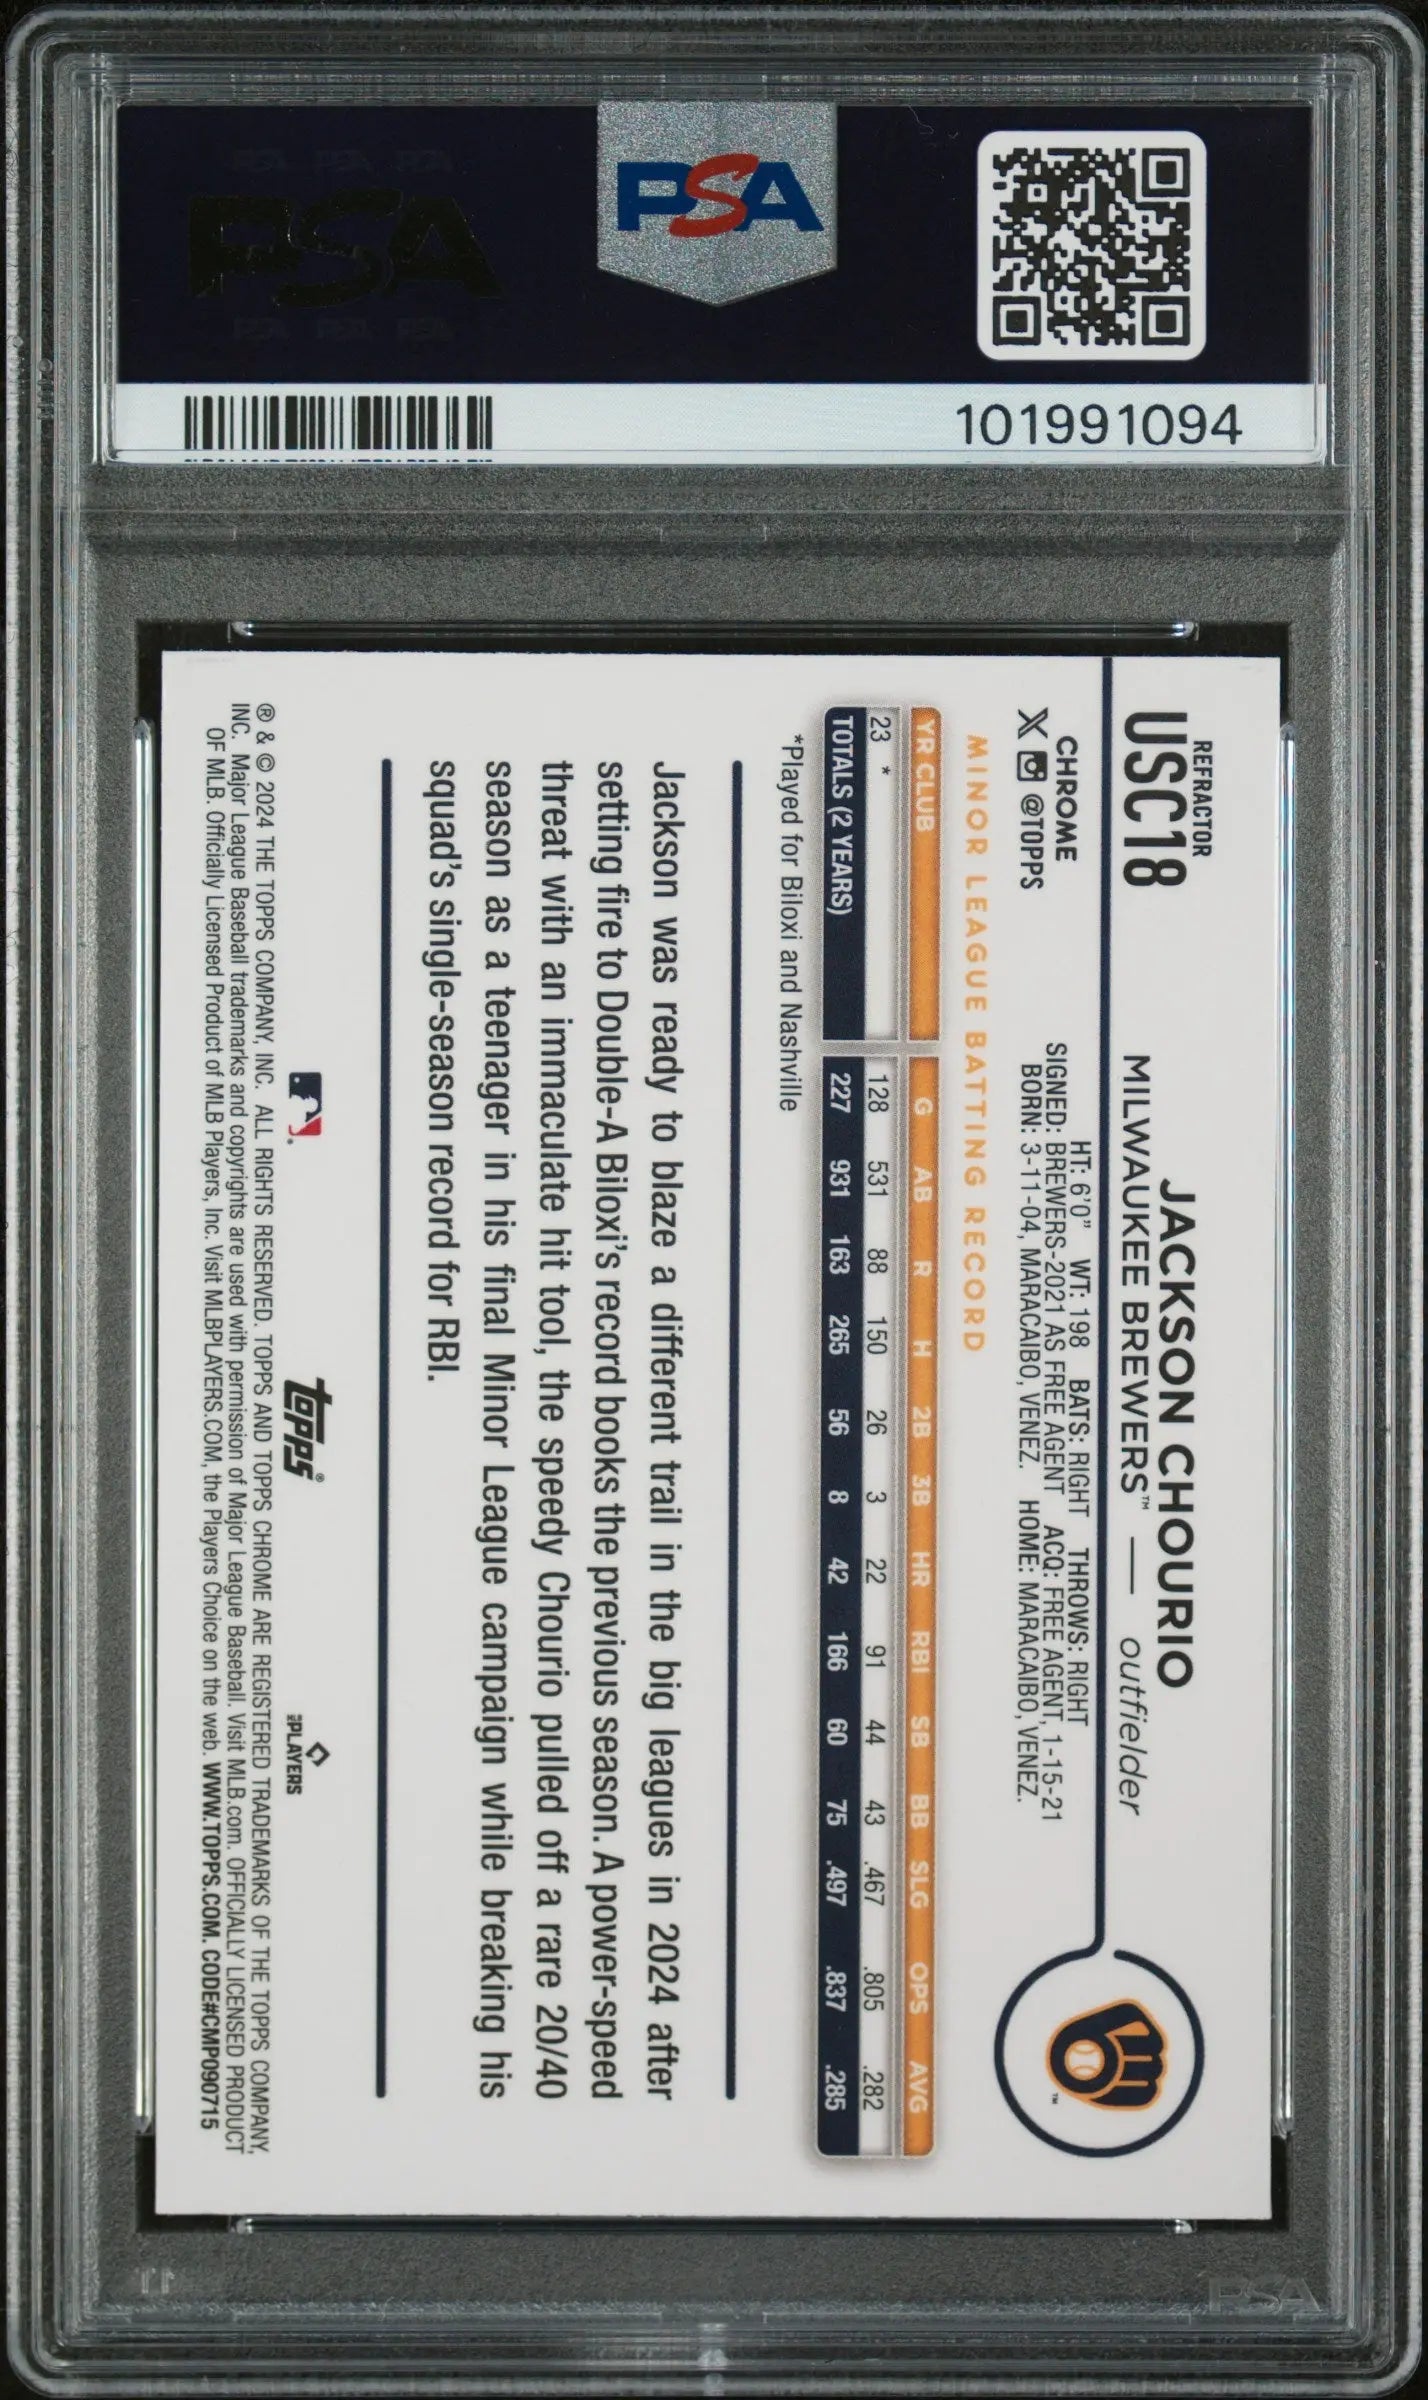 PSA PSA PSA
PSA
PSA PSA PSA
PSA
101991094
REFRACTOR
USC18
JACKSON CHOURIO
MILWAUKEE BREWERS™ — outfielder
CHROME
X @TOPPS
HT: 6'0" WT: 198 BATS: RIGHT THROWS: RIGHT
SIGNED: BREWERS-2021 AS FREE AGENT ACQ: FREE AGENT, 1-15-21
BORN: 3-11-04, MARACAIBO, VENEZ. HOME: MARACAIBO, VENEZ.
MINOR LEAGUE BATTING RECORD
YR CLUB G AB R H 2B 3B HR RBI SB BB SLG OPS AVG
23 * 128 531 88 150 26 3 22 91 44 43 .467 .805 .282
TOTALS (2 YEARS) 227 931 163 265 56 8 42 166 60 75 .497 .837 .285
*Played for Biloxi and Nashville
Jackson was ready to blaze a different trail in the big leagues in 2024 after
setting fire to Double-A Biloxi's record books the previous season. A power-speed
threat with an immaculate hit tool, the speedy Chourio pulled off a rare 20/40
season as a teenager in his final Minor League campaign while breaking his
squad's single-season record for RBI.
topps®
PLAYERS
® & © 2024 THE TOPPS COMPANY, INC. ALL RIGHTS RESERVED. TOPPS AND TOPPS CHROME ARE REGISTERED TRADEMARKS OF THE TOPPS COMPANY,
INC. Major League Baseball trademarks and copyrights are used with permission of Major League Baseball. Visit MLB.com. OFFICIALLY LICENSED PRODUCT
OF MLB. Officially Licensed Product of MLB Players, Inc. Visit MLBPLAYERS.COM, the Players Choice on the web. WWW.TOPPS.COM. CODE#CMP090715
PSA